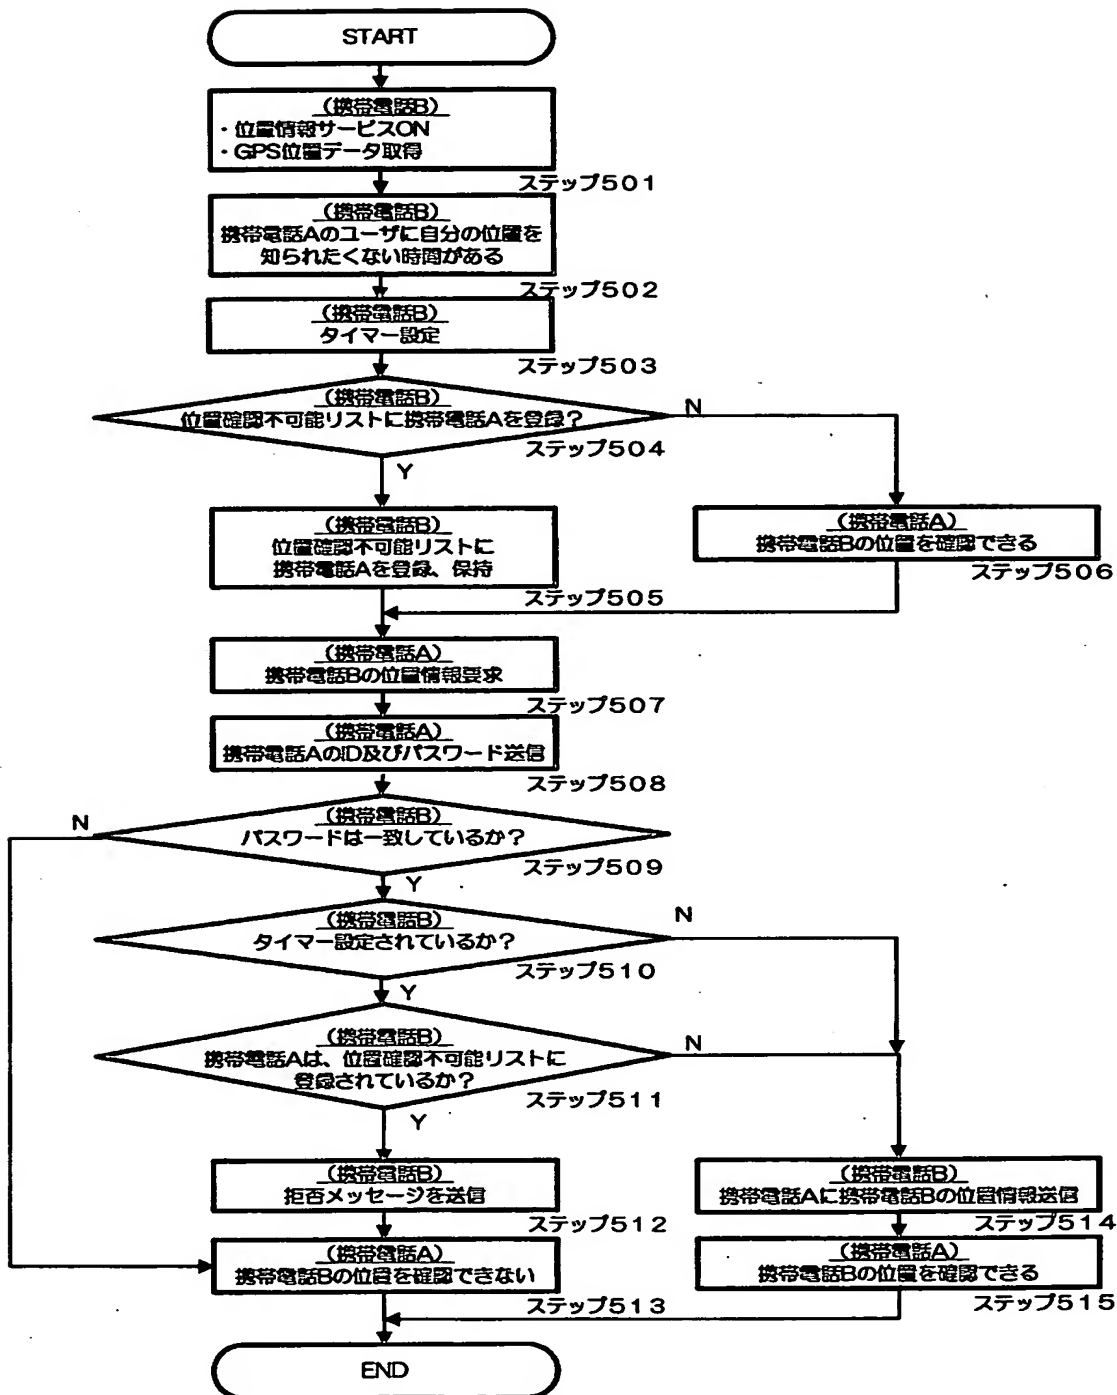 START
(携帯電話B)
・位置情報サービスON
・GPS位置データ取得
ステップ501
(携帯電話B)
携帯電話Aのユーザに自分の位置を
知られたくない時間がある
ステップ502
(携帯電話B)
タイマー設定
ステップ503
(携帯電話B)
位置確認不可能リストに携帯電話Aを登録?
N
ステップ504
Y
(携帯電話B)
位置確認不可能リストに
携帯電話Aを登録、保持
ステップ505
(携帯電話A)
携帯電話Bの位置を確認できる
ステップ506
(携帯電話A)
携帯電話Bの位置情報要求
ステップ507
(携帯電話A)
携帯電話AのID及びパスワード送信
ステップ508
N
(携帯電話B)
パスワードは一致しているか?
ステップ509
Y
(携帯電話B)
タイマー設定されているか?
N
ステップ510
Y
(携帯電話B)
携帯電話Aは、位置確認不可能リストに
登録されているか?
N
ステップ511
Y
(携帯電話B)
拒否メッセージを送信
ステップ512
(携帯電話A)
携帯電話Bの位置を確認できない
ステップ513
(携帯電話B)
携帯電話Aに携帯電話Bの位置情報送信
ステップ514
(携帯電話A)
携帯電話Bの位置を確認できる
ステップ515
END